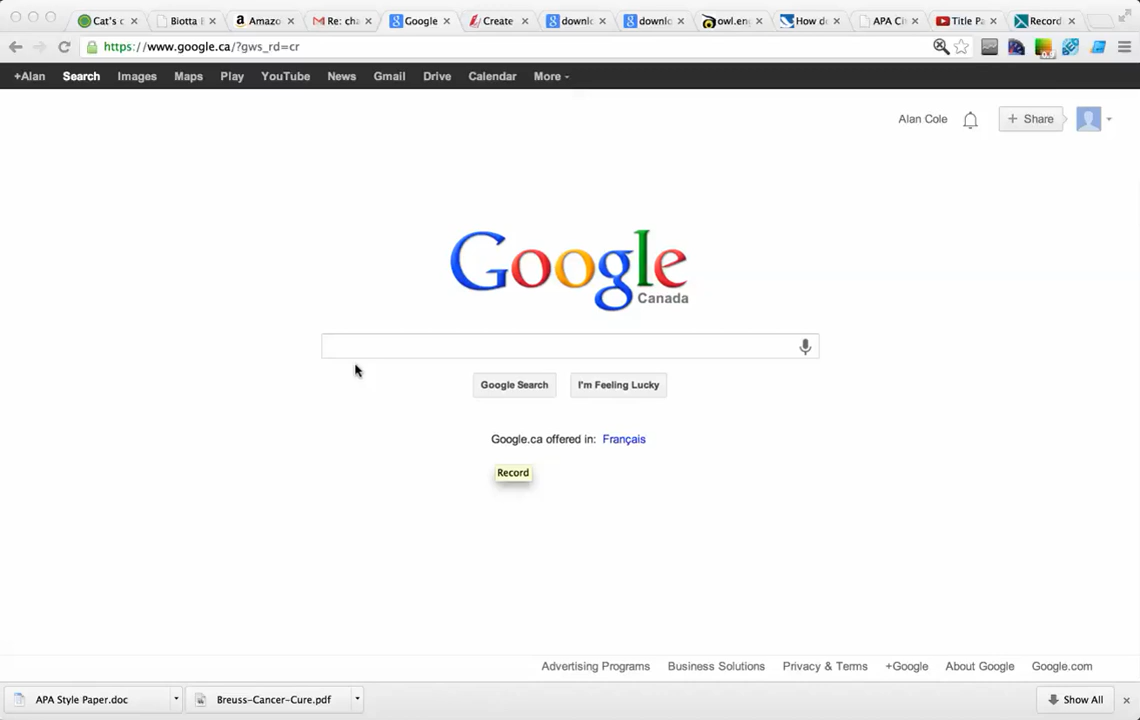 Cat's c
Biotta E
Amazo
Re: cha
Google
Create
downlo
downlo
owl.eng
How do
APA Ci
Title Pa
Record
https://www.google.ca/?gws_rd=cr
+Alan Search Images Maps Play YouTube News Gmail Drive Calendar More
Alan Cole + Share
Google
Canada
Google Search I'm Feeling Lucky
Google.ca offered in: Français
Record
Advertising Programs Business Solutions Privacy & Terms +Google About Google Google.com
APA Style Paper.doc Breuss-Cancer-Cure.pdf Show All